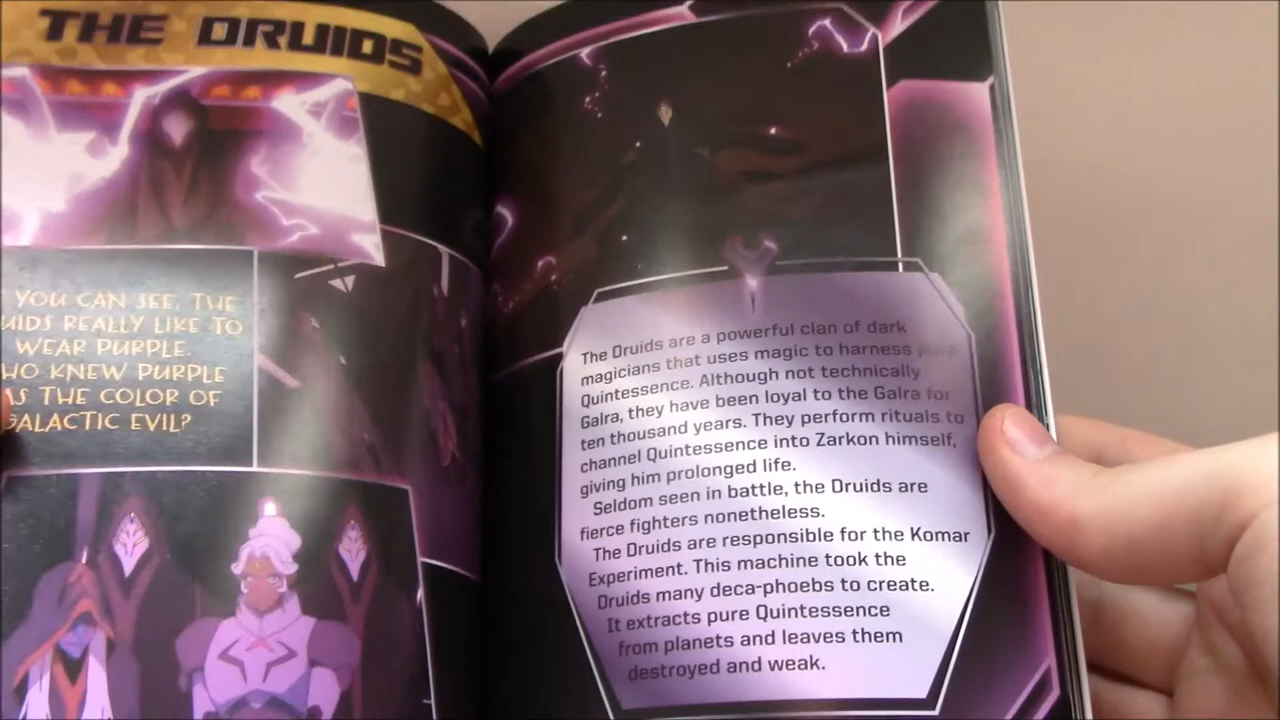 THE DRUIDS
YOU CAN SEE, THE
UIDS REALLY LIKE TO
WEAR PURPLE.
HO KNEW PURPLE
AS THE COLOR OF
GALACTIC EVIL?
The Druids are a powerful clan of dark
magicians that uses magic to harness
Quintessence. Although not technically
Galra, they have been loyal to the Galra for
ten thousand years. They perform rituals to
channel Quintessence into Zarkon himself,
giving him prolonged life.
Seldom seen in battle, the Druids are
fierce fighters nonetheless.
The Druids are responsible for the Komar
Experiment. This machine took the
Druids many deca-phoebs to create.
It extracts pure Quintessence
from planets and leaves them
destroyed and weak.